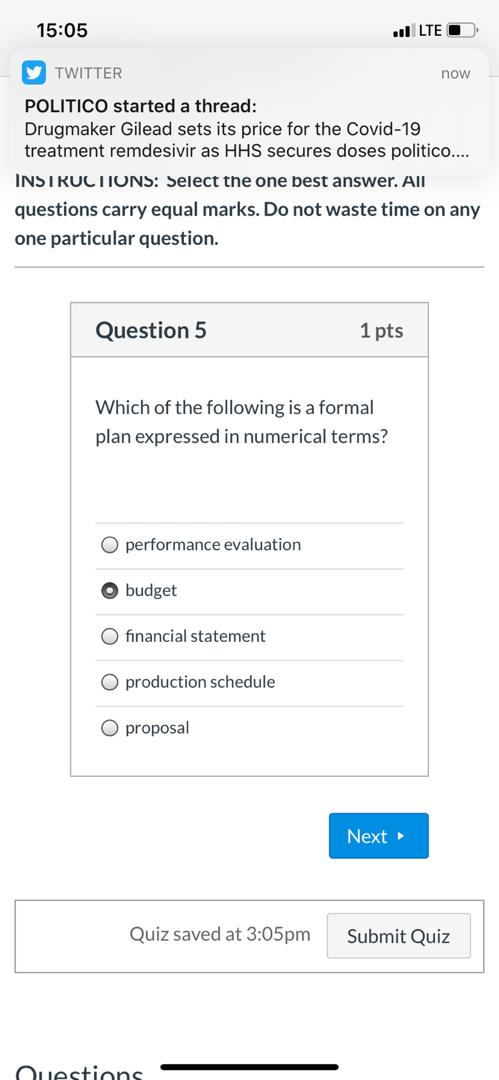 15:05
LTE
TWITTER
now
POLITICO started a thread:
Drugmaker Gilead sets its price for the Covid-19
treatment remdesivir as HHS secures doses politico....
INSTRUCTIONS: Select the one best answer. All
questions carry equal marks. Do not waste time on any
one particular question.
Question 5
1 pts
Which of the following is a formal
plan expressed in numerical terms?
performance evaluation
budget
financial statement
production schedule
proposal
Next
Quiz saved at 3:05pm
Submit Quiz
Questions